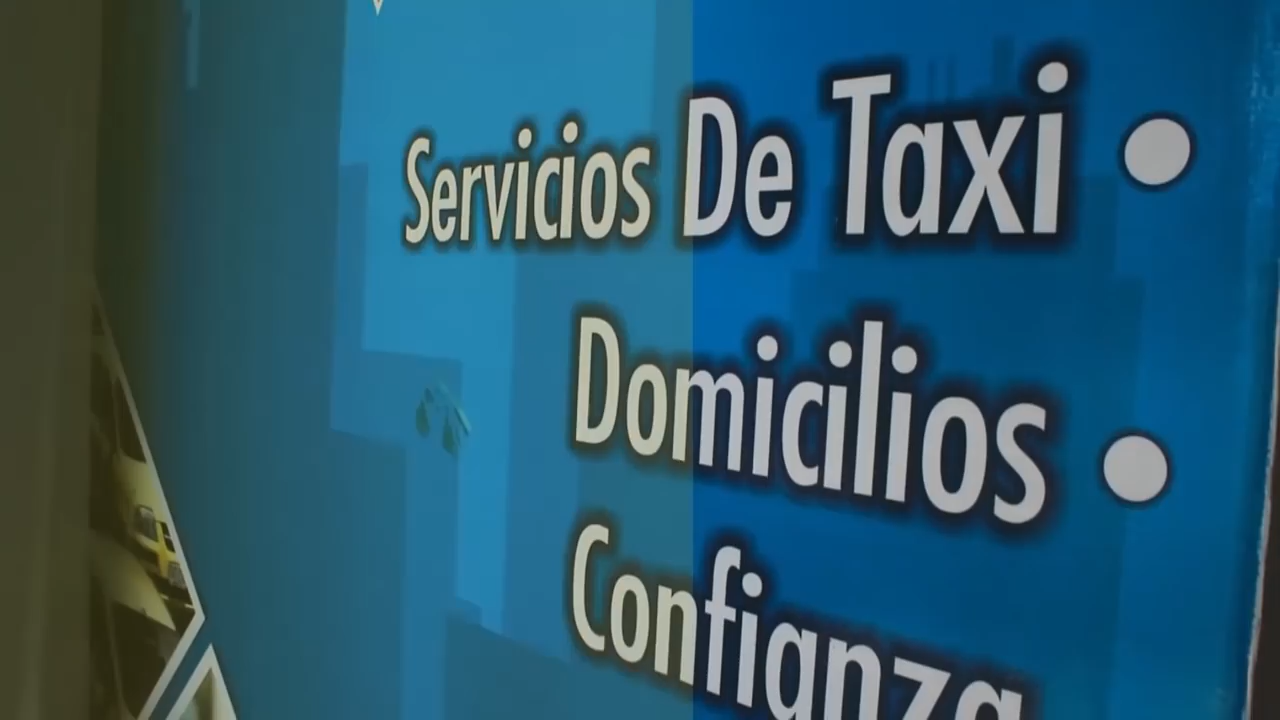 Servicios De Taxi •
Domicilios •
Confianza